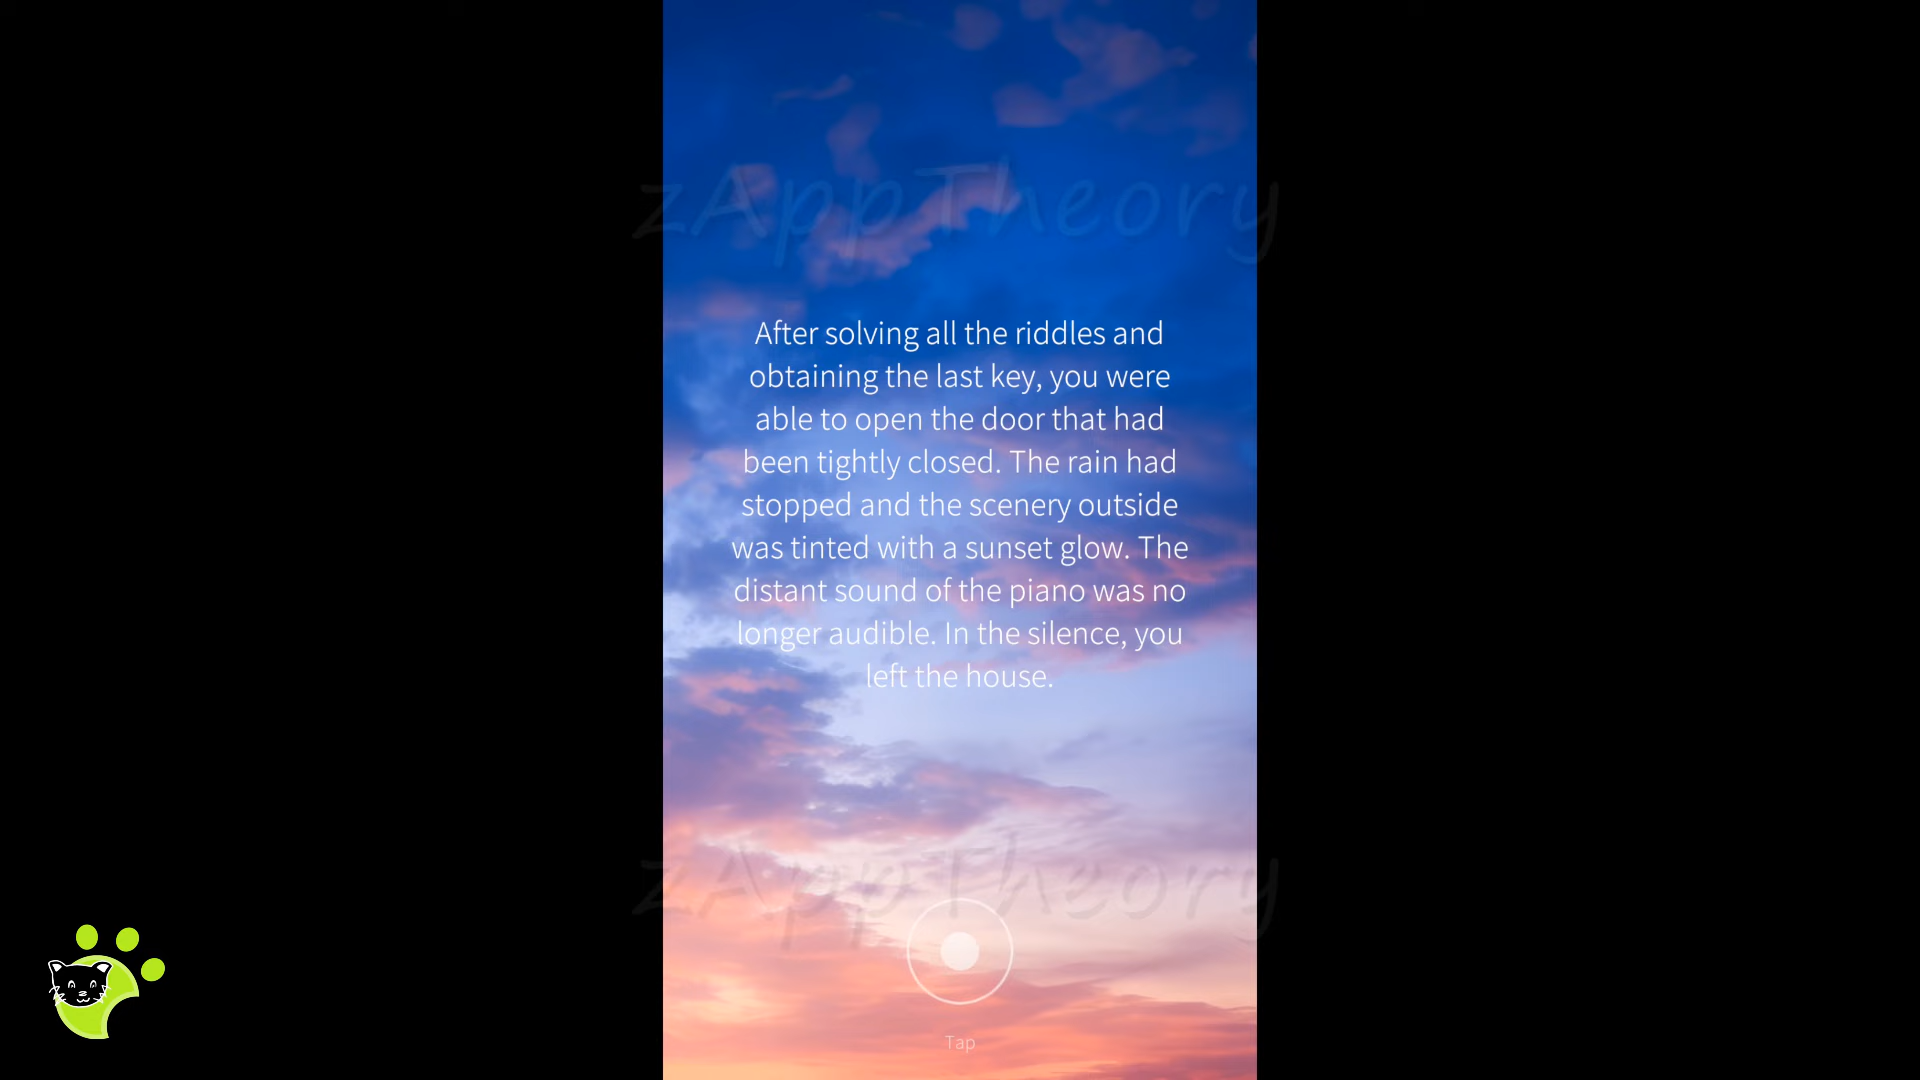 zAppTheory
After solving all the riddles and
obtaining the last key, you were
able to open the door that had
been tightly closed. The rain had
stopped and the scenery outside
was tinted with a sunset glow. The
distant sound of the piano was no
longer audible. In the silence, you
left the house.
zAppTheory
Tap